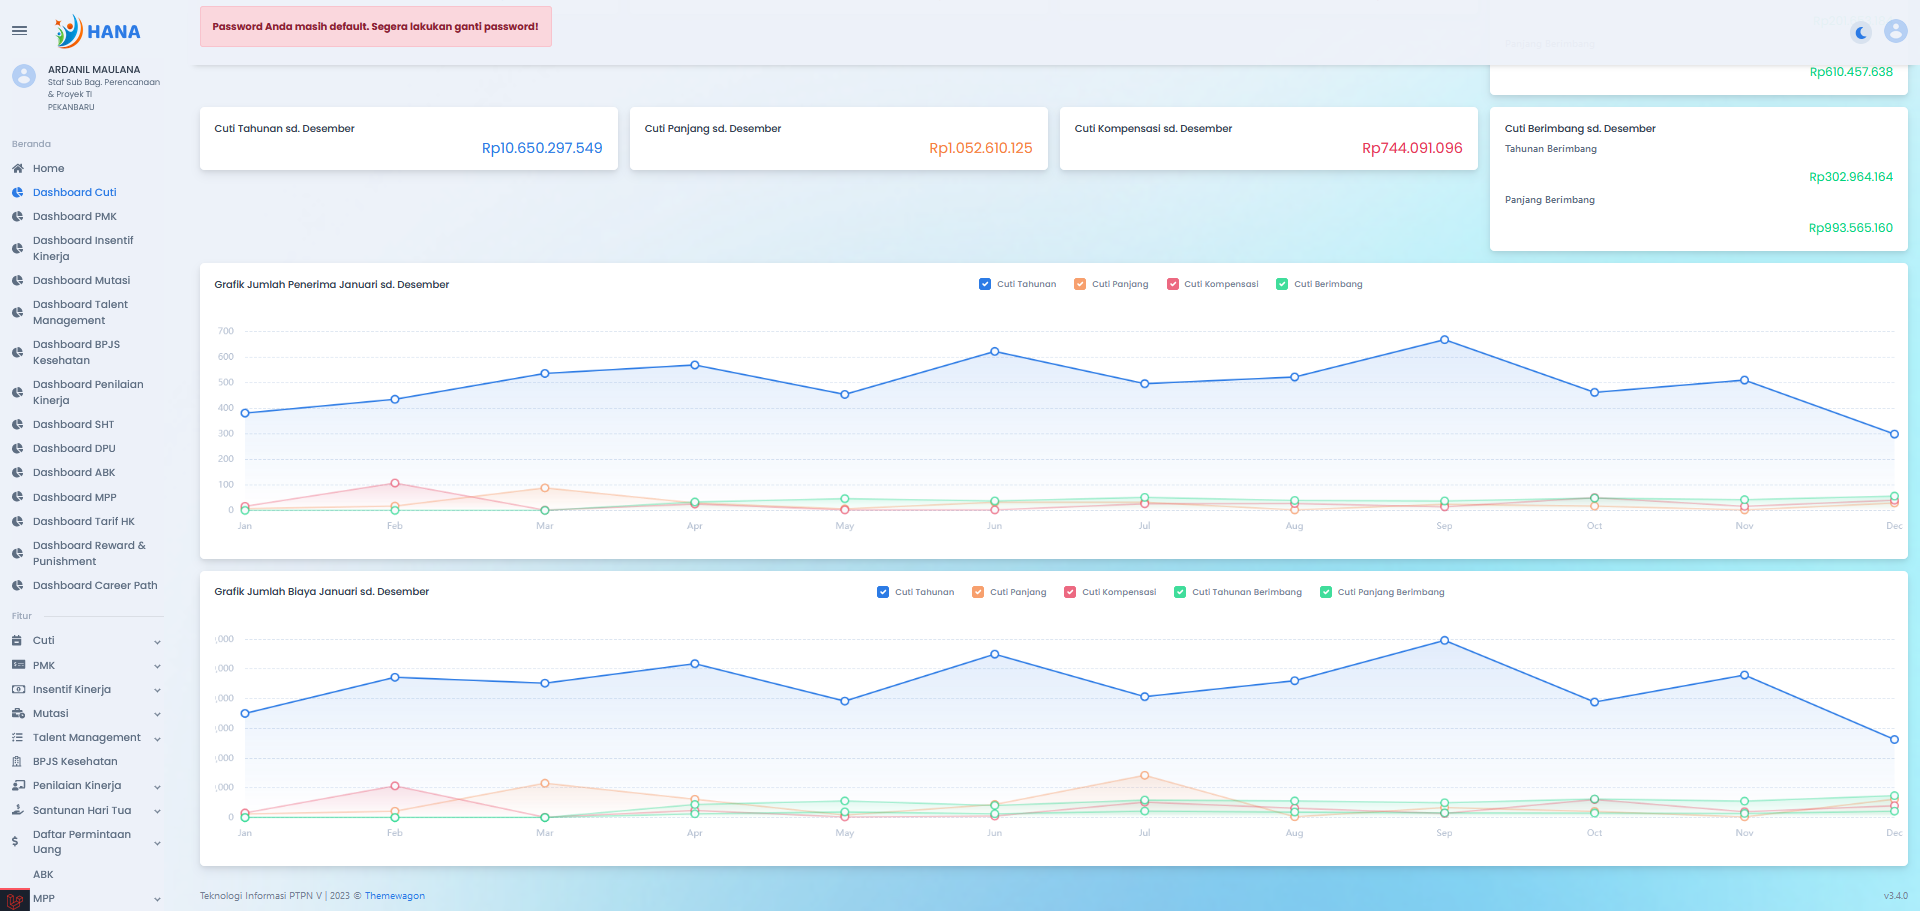 HANA
Password Anda masih default. Segera lakukan ganti password!
ARDANIL MAULANA
Staf Sub Bag. Perencanaan
& Proyek TI
PEKANBARU
Beranda
Home
Dashboard Cuti
Dashboard PMK
Dashboard Insentif
Kinerja
Dashboard Mutasi
Dashboard Talent
Management
Dashboard BPJS
Kesehatan
Dashboard Penilaian
Kinerja
Dashboard SHT
Dashboard DPU
Dashboard ABK
Dashboard MPP
Dashboard Tarif HK
Dashboard Reward &
Punishment
Dashboard Career Path
Fitur
Cuti
PMK
Insentif Kinerja
Mutasi
Talent Management
BPJS Kesehatan
Penilaian Kinerja
Santunan Hari Tua
Daftar Permintaan
Uang
ABK
MPP
Rp610.457.638
Cuti Tahunan sd. Desember
Rp10.650.297.549
Cuti Panjang sd. Desember
Rp1.052.610.125
Cuti Kompensasi sd. Desember
Rp744.091.096
Cuti Berimbang sd. Desember
Tahunan Berimbang
Rp302.964.164
Panjang Berimbang
Rp993.565.160
Grafik Jumlah Penerima Januari sd. Desember
Cuti Tahunan Cuti Panjang Cuti Kompensasi Cuti Berimbang
700
600
500
400
300
200
100
0
Jan Feb Mar Apr May Jun Jul Aug Sep Oct Nov Dec
Grafik Jumlah Biaya Januari sd. Desember
Cuti Tahunan Cuti Panjang Cuti Kompensasi Cuti Tahunan Berimbang Cuti Panjang Berimbang
,000
,000
,000
,000
,000
,000
0
Jan Feb Mar Apr May Jun Jul Aug Sep Oct Nov Dec
Teknologi Informasi PTPN V | 2023 © Themewagon
v3.4.0